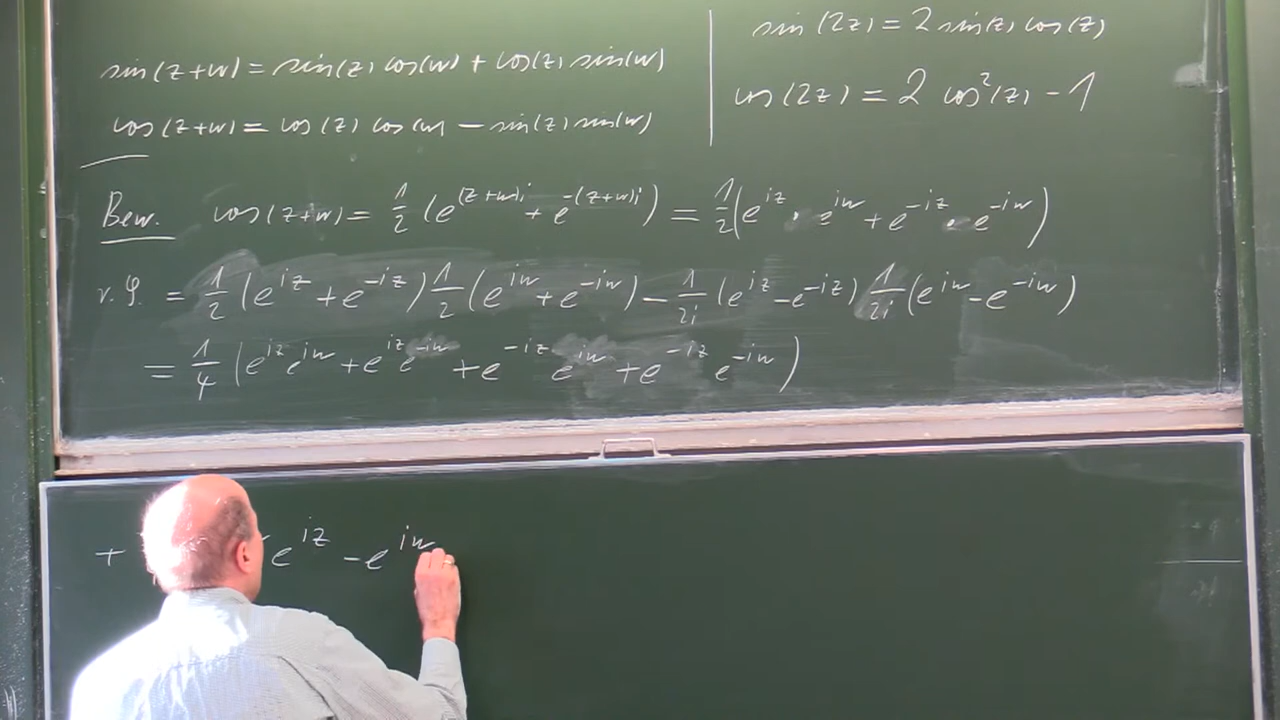 sin(z+w) = sin(z) cos(w) + cos(z) sin(w)
cos(z+w) = cos(z) cos(w) − sin(z) sin(w)
sin(2z) = 2 sin(z) cos(z)
cos(2z) = 2 cos²(z) − 1
Bew. cos(z+w) = 1/2 (e^{(z+w)i} + e^{-(z+w)i}) = 1/2 (e^{iz} · e^{iw} + e^{-iz} · e^{-iw})
r. S. = 1/2 (e^{iz} + e^{-iz}) 1/2 (e^{iw} + e^{-iw}) − 1/2i (e^{iz} − e^{-iz}) 1/2i (e^{iw} − e^{-iw})
= 1/4 (e^{iz} e^{iw} + e^{iz} e^{-iw} + e^{-iz} e^{iw} + e^{-iz} e^{-iw})
+ e^{iz} − e^{iw}